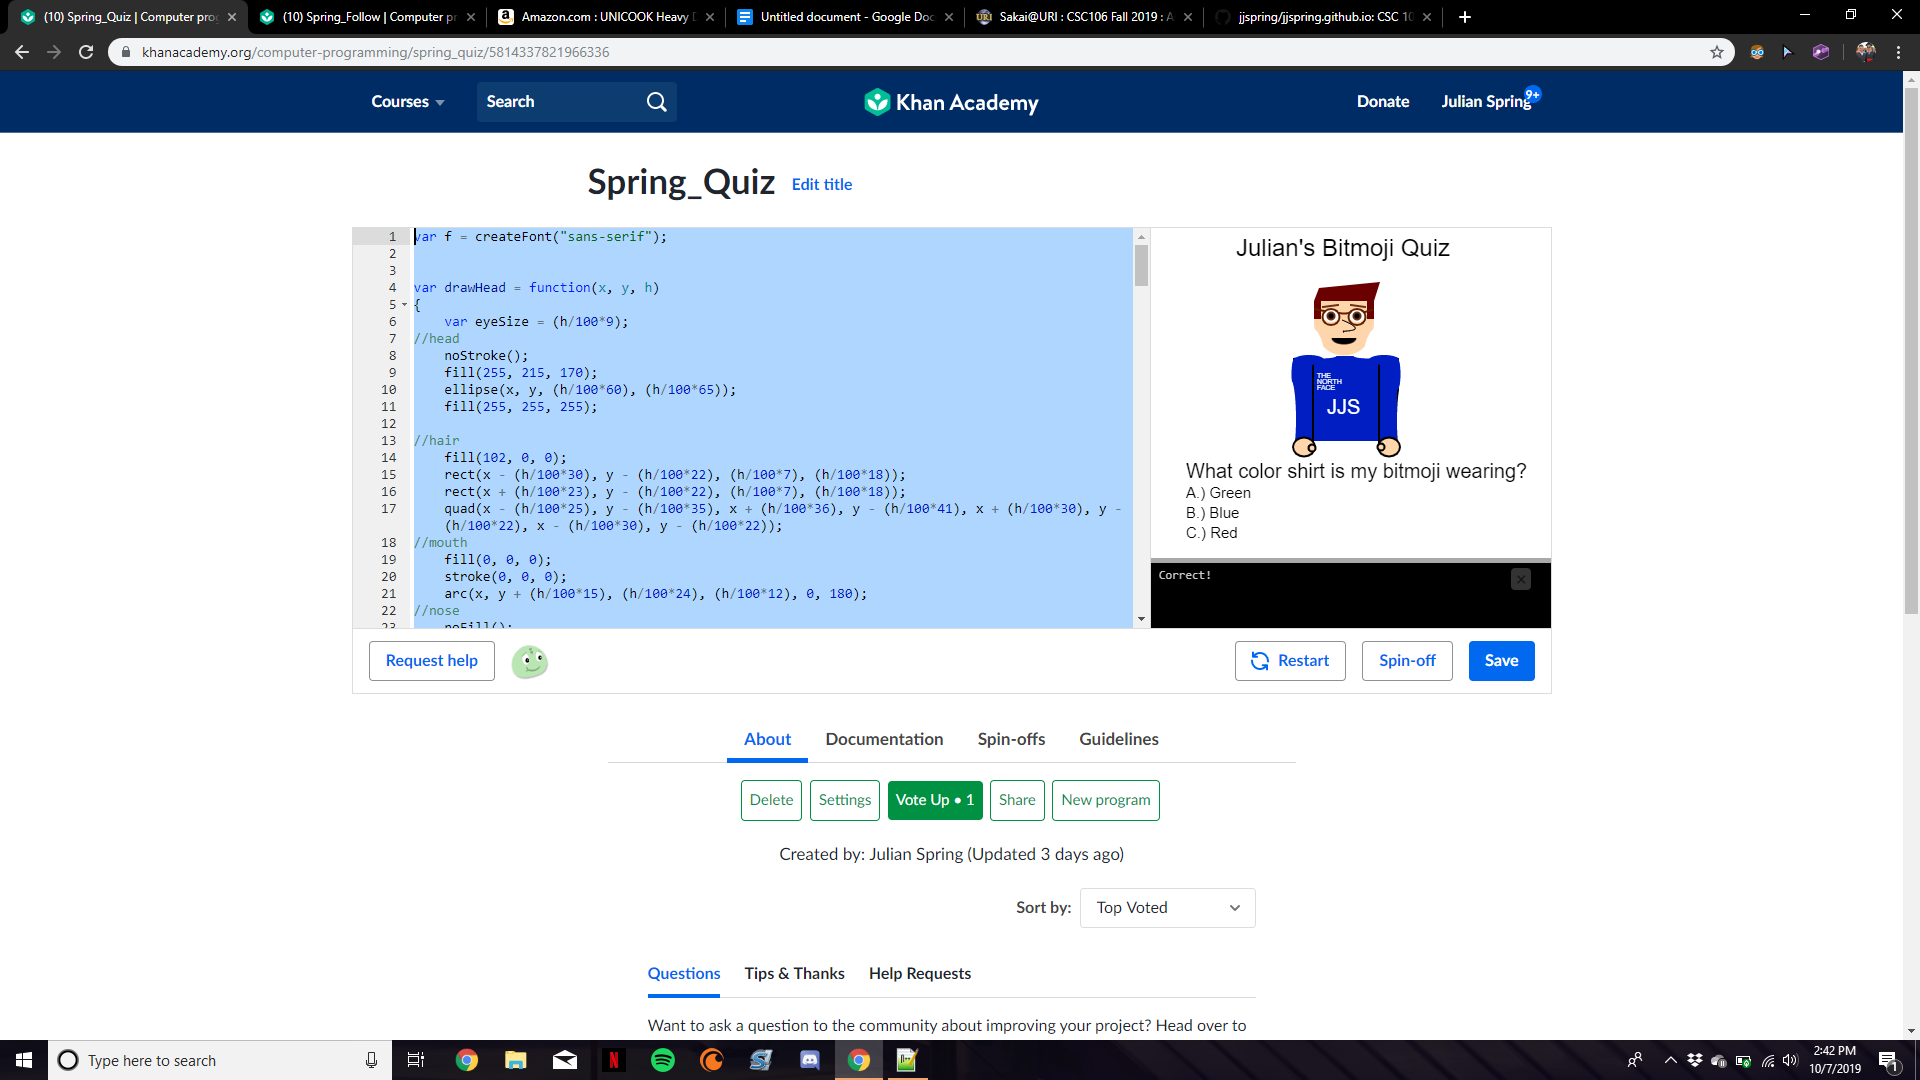 (10) Spring_Quiz | Computer prog
(10) Spring_Follow | Computer pr
Amazon.com : UNICOOK Heavy D
Untitled document - Google Doc
Sakai@URI : CSC106 Fall 2019 : A
jjspring/jjspring.github.io: CSC 10
khanacademy.org/computer-programming/spring_quiz/5814337821966336
Courses
Search
Khan Academy
Donate
Julian Spring
9+
Spring_Quiz
Edit title
1 var f = createFont("sans-serif");
2
3
4 var drawHead = function(x, y, h)
5 {
6 var eyeSize = (h/100*9);
7 //head
8 noStroke();
9 fill(255, 215, 170);
10 ellipse(x, y, (h/100*60), (h/100*65));
11 fill(255, 255, 255);
12
13 //hair
14 fill(102, 0, 0);
15 rect(x - (h/100*30), y - (h/100*22), (h/100*7), (h/100*18));
16 rect(x + (h/100*23), y - (h/100*22), (h/100*7), (h/100*18));
17 quad(x - (h/100*25), y - (h/100*35), x + (h/100*36), y - (h/100*41), x + (h/100*30), y -
(h/100*22), x - (h/100*30), y - (h/100*22));
18 //mouth
19 fill(0, 0, 0);
20 stroke(0, 0, 0);
21 arc(x, y + (h/100*15), (h/100*24), (h/100*12), 0, 180);
22 //nose
23 noFill();
Julian's Bitmoji Quiz
THE
NORTH
FACE
JJS
What color shirt is my bitmoji wearing?
A.) Green
B.) Blue
C.) Red
Correct!
Request help
Restart
Spin-off
Save
About
Documentation
Spin-offs
Guidelines
Delete
Settings
Vote Up • 1
Share
New program
Created by: Julian Spring (Updated 3 days ago)
Sort by:
Top Voted
Questions
Tips & Thanks
Help Requests
Want to ask a question to the community about improving your project? Head over to
Type here to search
2:42 PM
10/7/2019
1